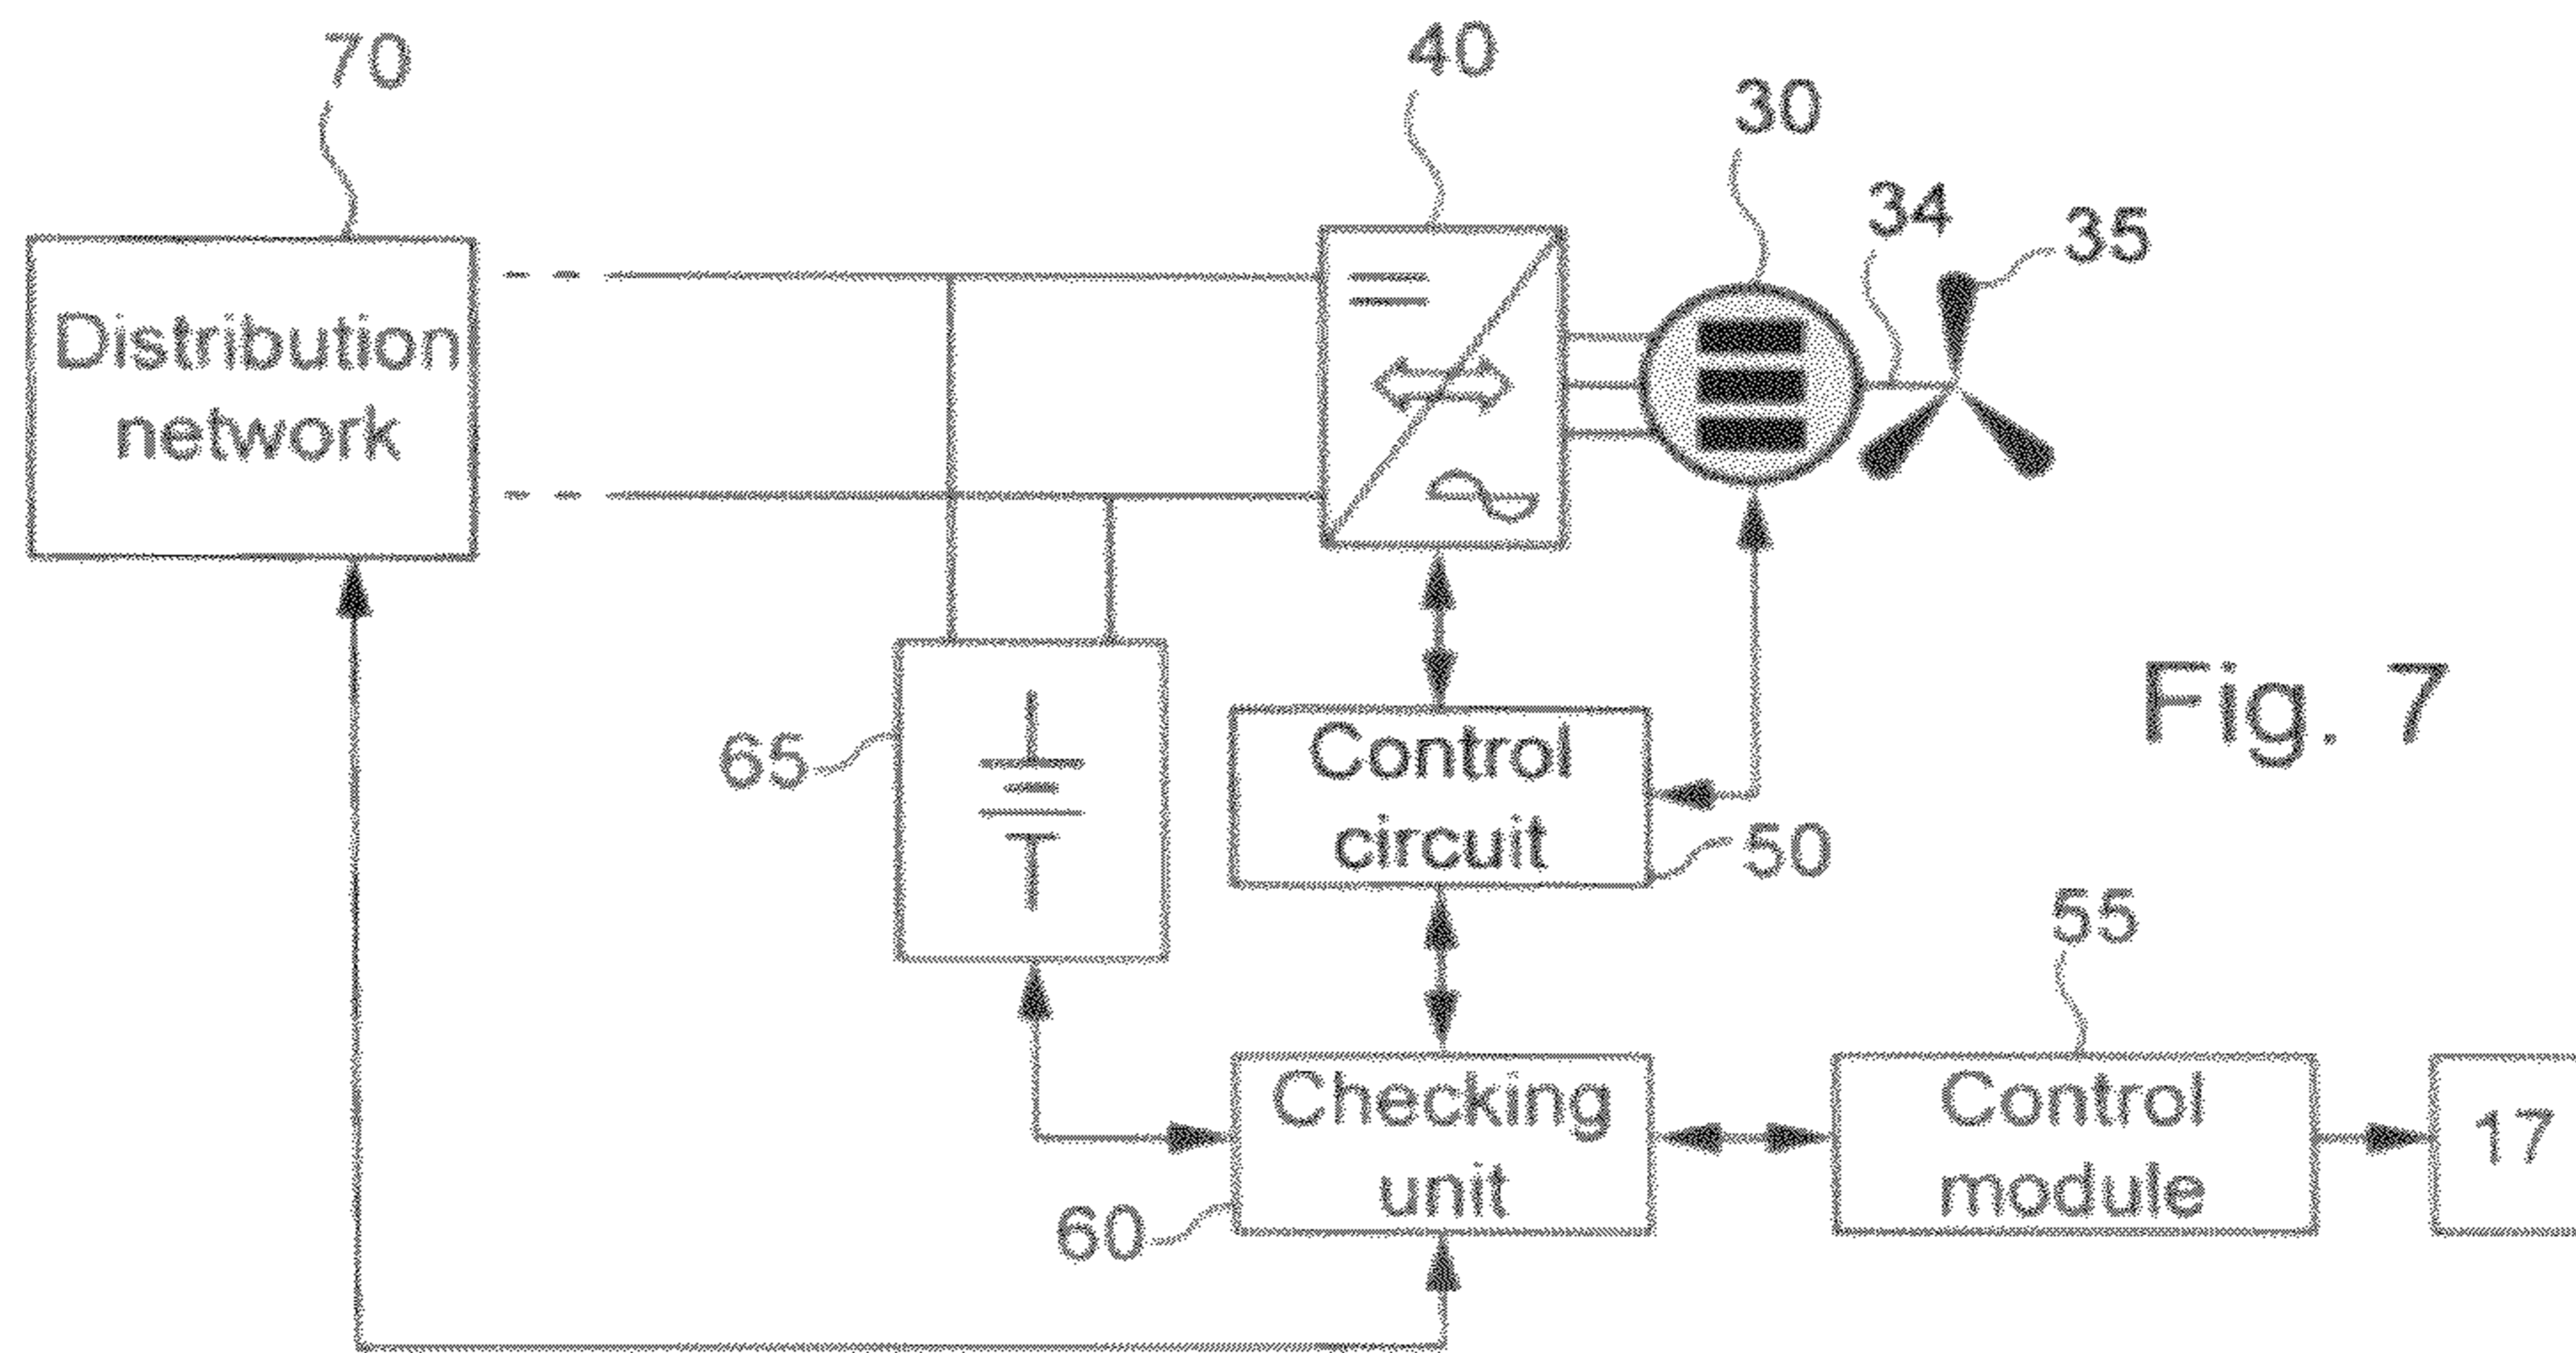 70
40
30
34
35
Distribution
network
65
Control
circuit
50
Fig. 7
55
Checking
unit
60
Control
module
17